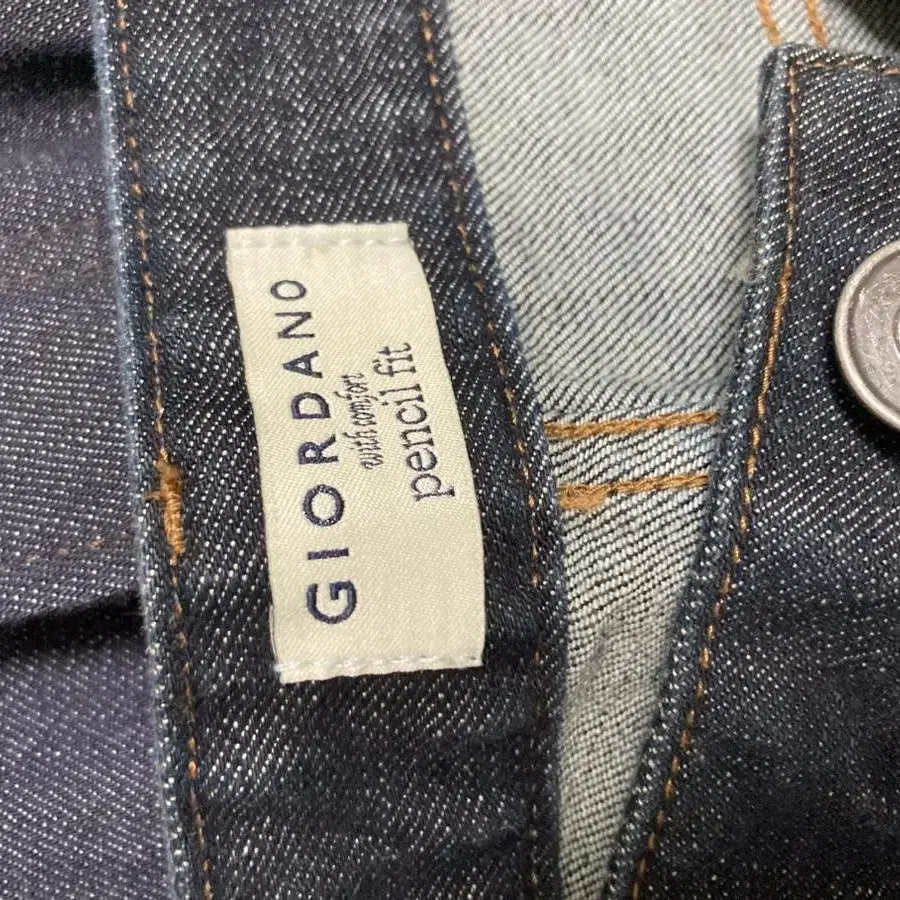 GIORDANO
with comfort
pencil fit